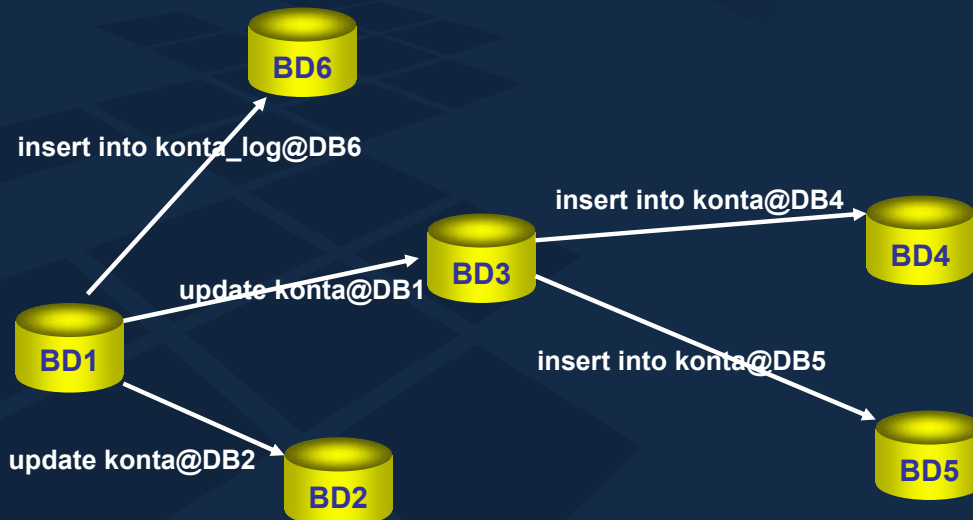 BD6
insert into konta_log@DB6
insert into konta@DB4
BD4
BD3
update konta@DB1
BD1
insert into konta@DB5
update konta@DB2
BD5
BD2